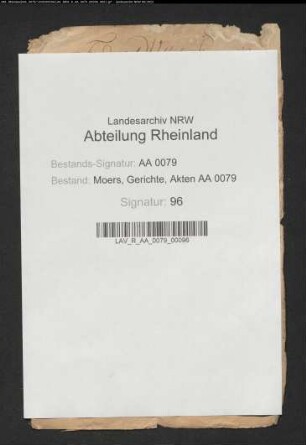 Landesarchiv NRW
Abteilung Rheinland
Bestands-Signatur: AA 0079
Bestand: Moers, Gerichte, Akten AA 0079
Signatur: 96
LAV_R_AA_0079_00096